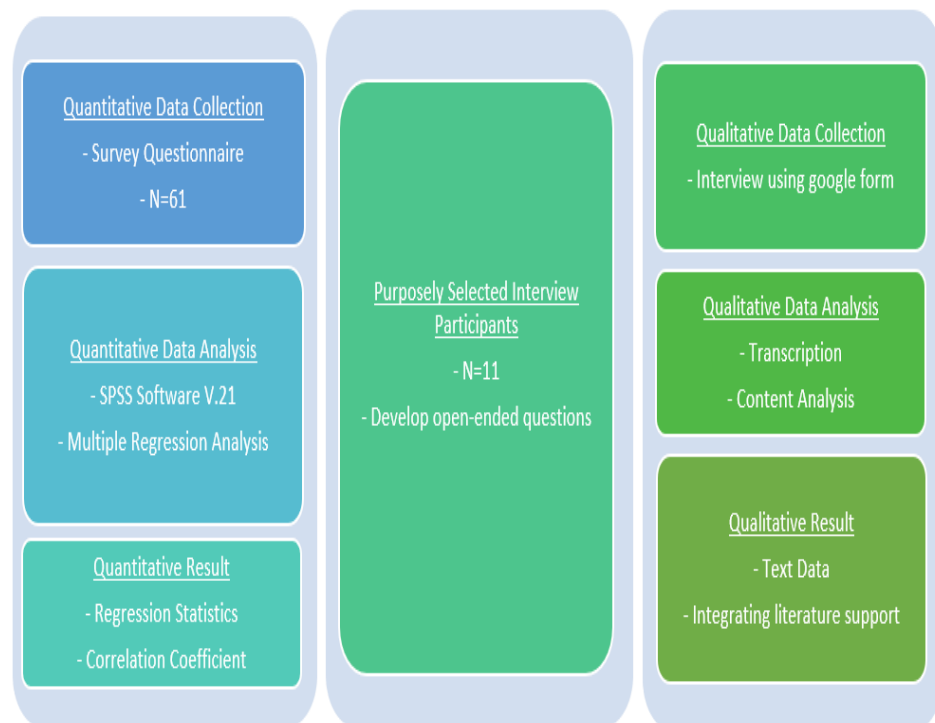 Quantitative Data Collection
- Survey Questionnaire
- N=61
Quantitative Data Analysis
- SPSS Software V.21
- Multiple Regression Analysis
Quantitative Result
- Regression Statistics
- Correlation Coefficient
Purposely Selected Interview
Participants
- N=11
- Develop open-ended questions
Qualitative Data Collection
- Interview using google form
Qualitative Data Analysis
- Transcription
- Content Analysis
Qualitative Result
- Text Data
- Integrating literature support